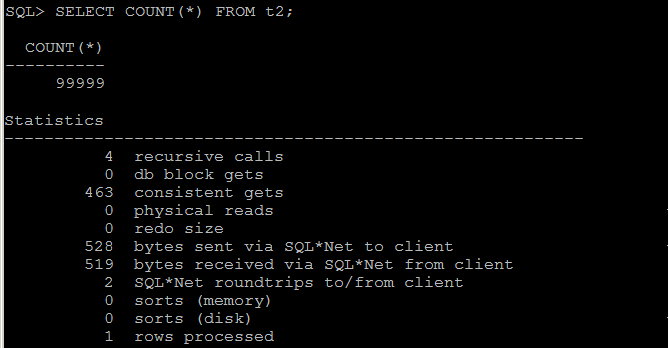 SQL> SELECT COUNT(*) FROM t2;
COUNT(*)
----------
99999
Statistics
----------------------------------------------------------
4 recursive calls
0 db block gets
463 consistent gets
0 physical reads
0 redo size
528 bytes sent via SQL*Net to client
519 bytes received via SQL*Net from client
2 SQL*Net roundtrips to/from client
0 sorts (memory)
0 sorts (disk)
1 rows processed